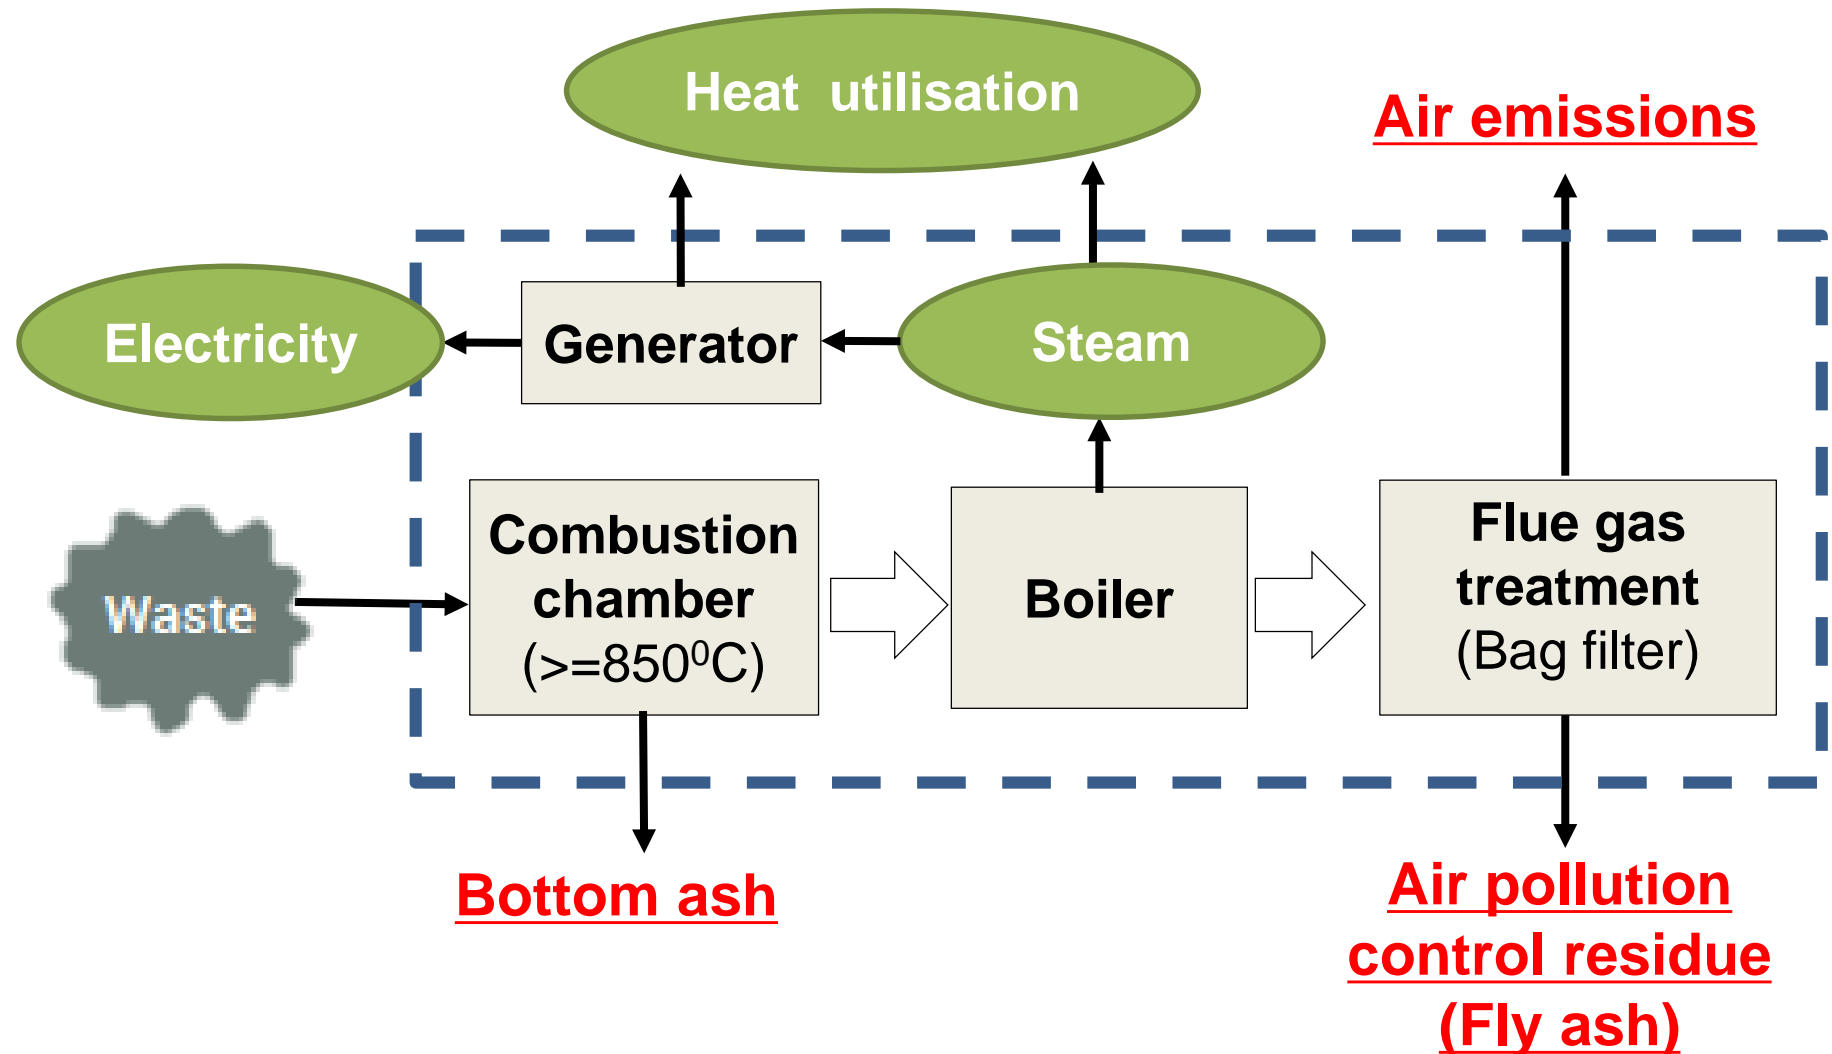 Heat utilisation
Air emissions
Electricity
Generator
Steam
Waste
Combustion
chamber
(>=850⁰C)
Boiler
Flue gas
treatment
(Bag filter)
Bottom ash
Air pollution
control residue
(Fly ash)